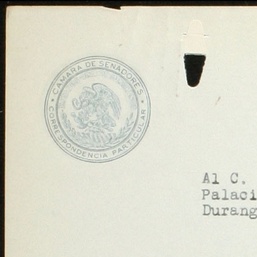 CAMARA DE SENADORES
CORRESPONDENCIA PARTICULAR
Al C.
Palaci
Durang